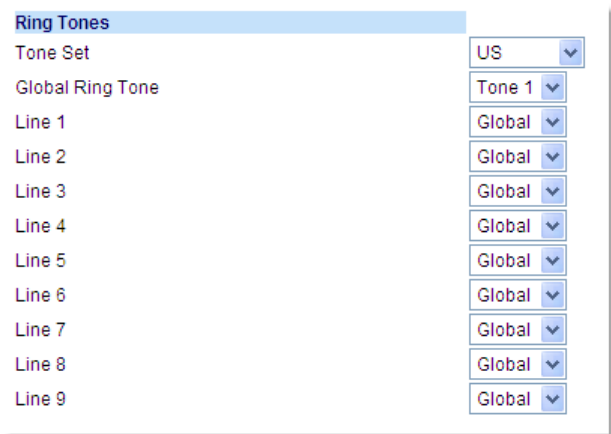 Ring Tones
Tone Set US
Global Ring Tone Tone 1
Line 1 Global
Line 2 Global
Line 3 Global
Line 4 Global
Line 5 Global
Line 6 Global
Line 7 Global
Line 8 Global
Line 9 Global